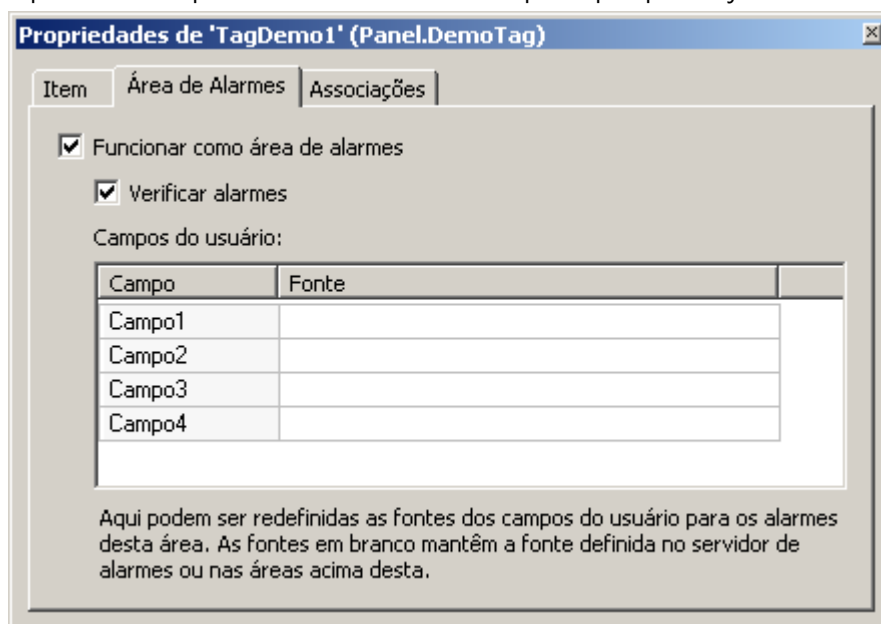 Propriedades de 'TagDemo1' (Panel.DemoTag)
Item Área de Alarmes Associações
Funcionar como área de alarmes
Verificar alarmes
Campos do usuário:
Campo Fonte
Campo1
Campo2
Campo3
Campo4
Aqui podem ser redefinidas as fontes dos campos do usuário para os alarmes
desta área. As fontes em branco mantêm a fonte definida no servidor de
alarmes ou nas áreas acima desta.